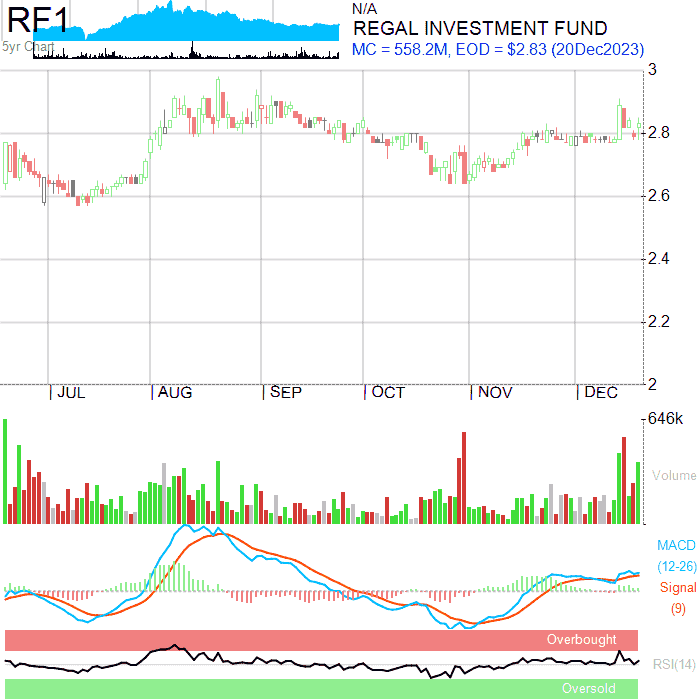 RF1
5yr Chart
N/A
REGAL INVESTMENT FUND
MC = 558.2M, EOD = $2.83 (20Dec2023)
3
2.8
2.6
2.4
2.2
2
JUL AUG SEP OCT NOV DEC
646k
Volume
MACD
(12-26)
Signal
(9)
Overbought
RSI(14)
Oversold